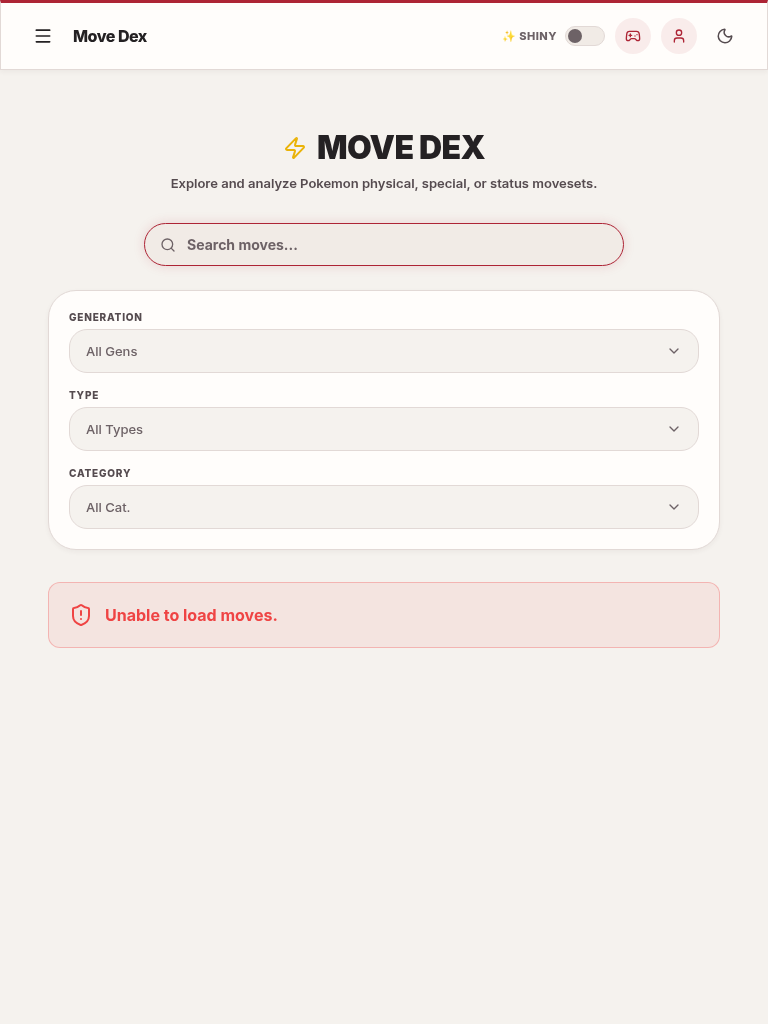 Move Dex
✨ SHINY
MOVE DEX
Explore and analyze Pokemon physical, special, or status movesets.
Search moves...
GENERATION
All Gens
TYPE
All Types
CATEGORY
All Cat.
Unable to load moves.